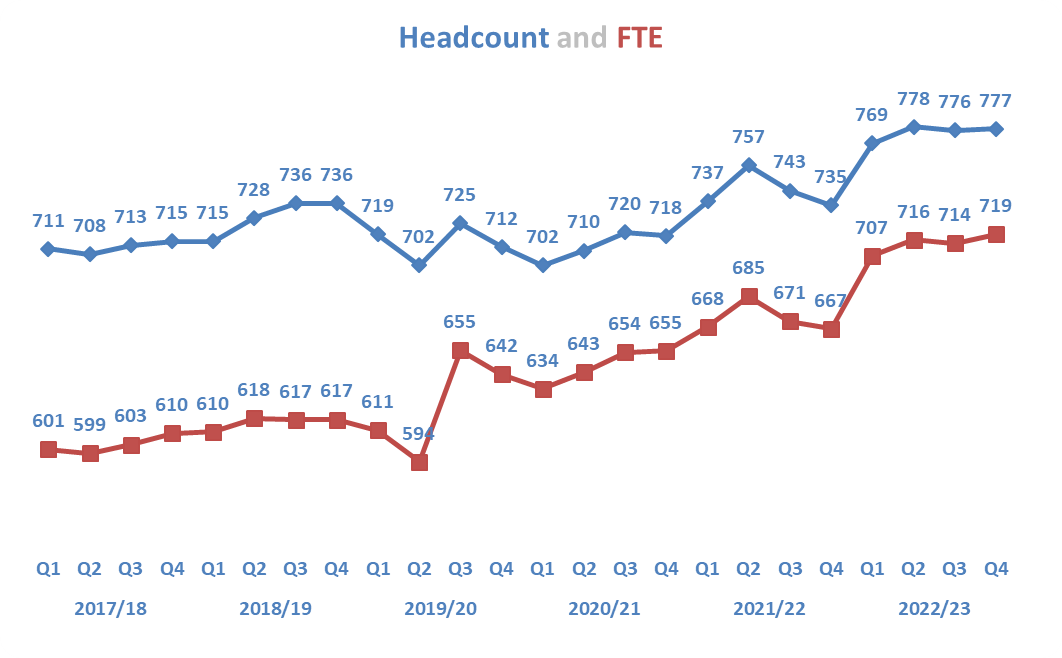 Headcount and FTE
711 708 713 715 715 728 736 736 719 702 725 712 702 710 720 718 737 757 743 735 769 778 776 777
601 599 603 610 610 618 617 617 611 594 655 642 634 643 654 655 668 685 671 667 707 716 714 719
Q1 Q2 Q3 Q4 Q1 Q2 Q3 Q4 Q1 Q2 Q3 Q4 Q1 Q2 Q3 Q4 Q1 Q2 Q3 Q4 Q1 Q2 Q3 Q4
2017/18 2018/19 2019/20 2020/21 2021/22 2022/23